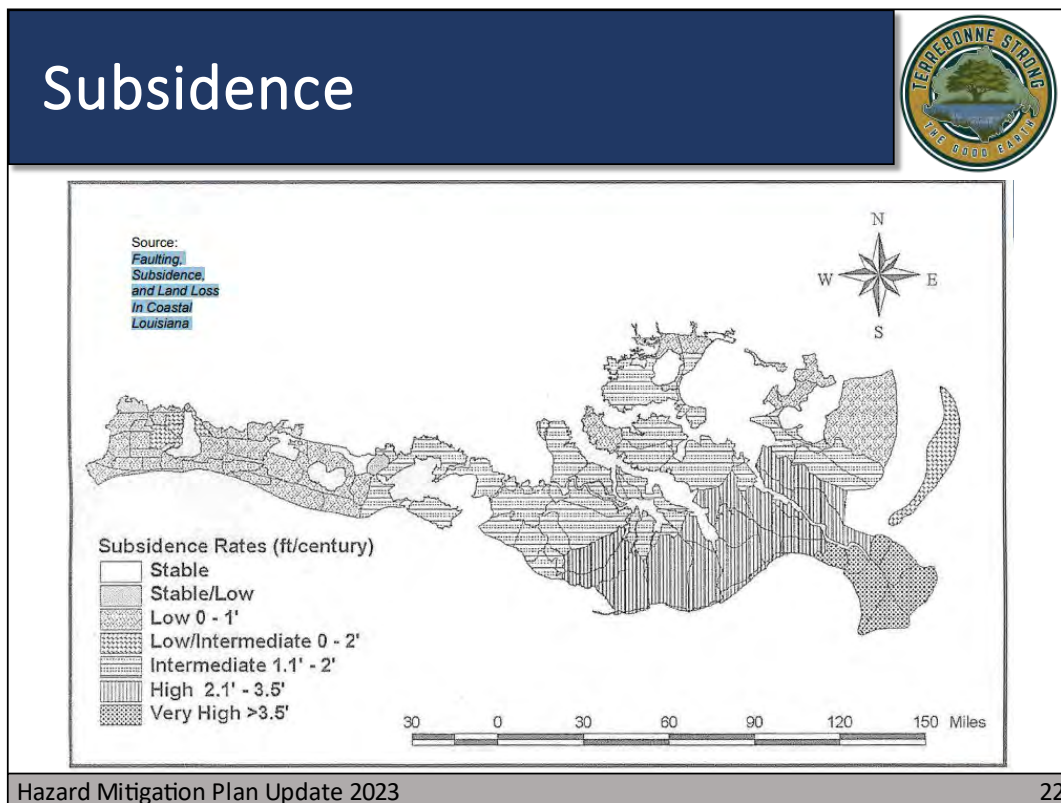 Subsidence
TERREBONNE STRONG
THE GOOD EARTH
Source:
Faulting,
Subsidence,
and Land Loss
In Coastal
Louisiana
N
W
E
S
Subsidence Rates (ft/century)
Stable
Stable/Low
Low 0 - 1'
Low/Intermediate 0 - 2'
Intermediate 1.1' - 2'
High 2.1' - 3.5'
Very High >3.5'
30 0 30 60 90 120 150 Miles
Hazard Mitigation Plan Update 2023
22